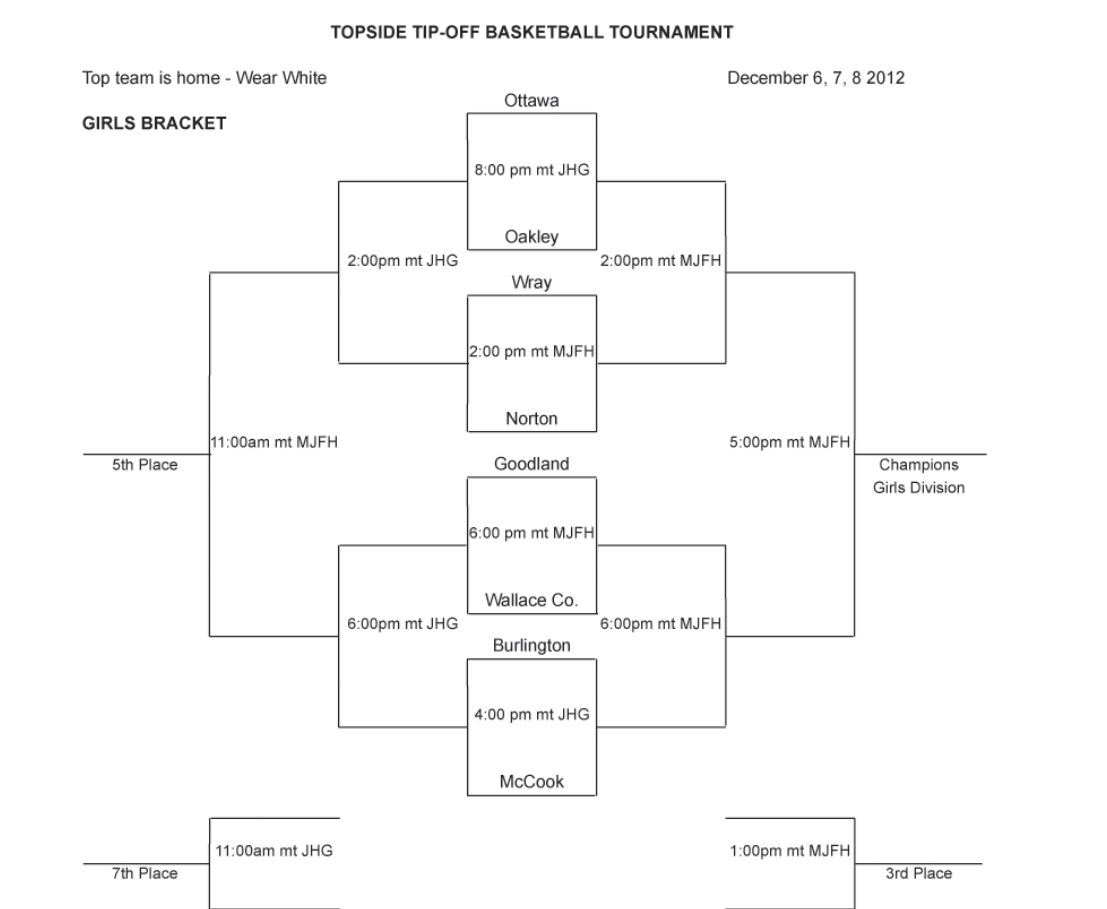 TOPSIDE TIP-OFF BASKETBALL TOURNAMENT
Top team is home - Wear White
December 6, 7, 8 2012
Ottawa
GIRLS BRACKET
8:00 pm mt JHG
Oakley
2:00pm mt JHG
2:00pm mt MJFH
Wray
2:00 pm mt MJFH
Norton
11:00am mt MJFH
5:00pm mt MJFH
5th Place
Goodland
Champions
Girls Division
6:00 pm mt MJFH
Wallace Co.
6:00pm mt JHG
6:00pm mt MJFH
Burlington
4:00 pm mt JHG
McCook
11:00am mt JHG
1:00pm mt MJFH
7th Place
3rd Place